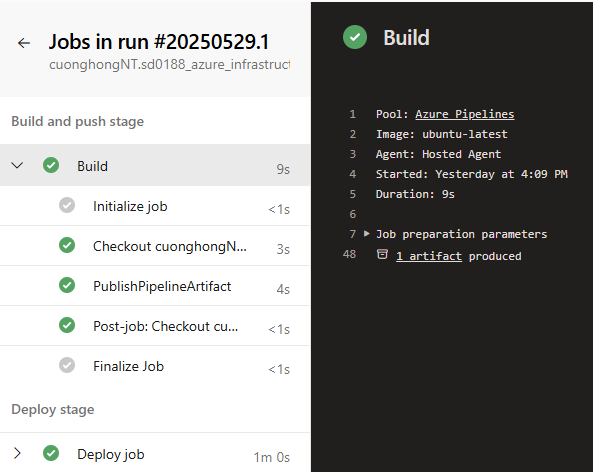 Jobs in run #20250529.1
cuonghongNT.sd0188_azure_infrastruct
Build and push stage
Build 9s
Initialize job <1s
Checkout cuonghongN... 3s
PublishPipelineArtifact 4s
Post-job: Checkout cu... <1s
Finalize Job <1s
Deploy stage
Deploy job 1m 0s
Build
1 Pool: Azure Pipelines
2 Image: ubuntu-latest
3 Agent: Hosted Agent
4 Started: Yesterday at 4:09 PM
5 Duration: 9s
6
7 Job preparation parameters
48 1 artifact produced